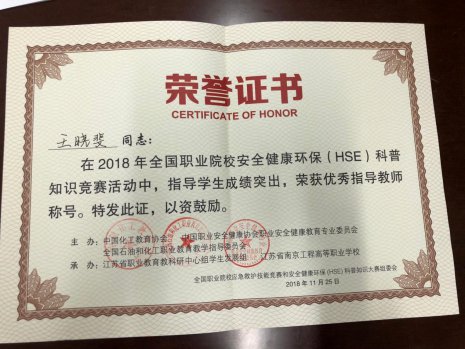 荣誉证书
CERTIFICATE OF HONOR
王晓斐 同志：
在2018年全国职业院校安全健康环保（HSE）科普
知识竞赛活动中，指导学生成绩突出，荣获优秀指导教师
称号。特发此证，以资鼓励。
主办：中国化工教育协会 中国职业安全健康协会职业安全健康教育专业委员会
全国石油和化工职业教育教学指导委员会
承办：江苏省职业教育教科研中心组学生发展组 江苏省南京工程高等职业学校
全国职业院校应急救护技能竞赛和安全健康环保(HSE)科普知识大赛组委会
2018年11月25日